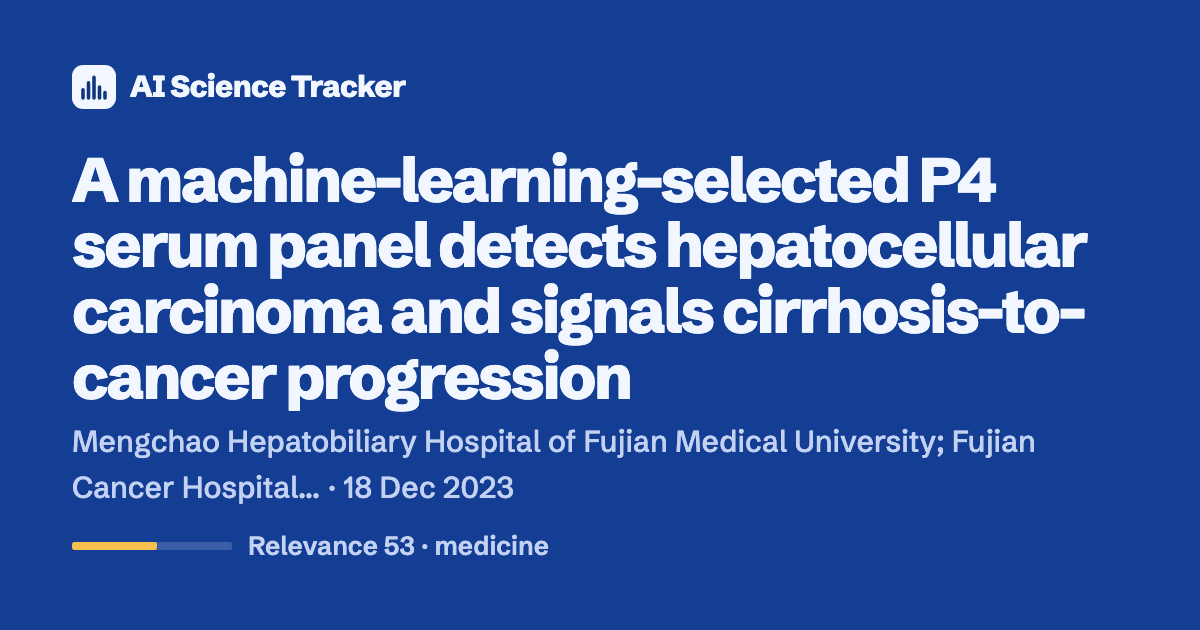 AI Science Tracker
A machine-learning-selected P4
serum panel detects hepatocellular
carcinoma and signals cirrhosis-to-
cancer progression
Mengchao Hepatobiliary Hospital of Fujian Medical University; Fujian
Cancer Hospital... · 18 Dec 2023
Relevance 53 · medicine